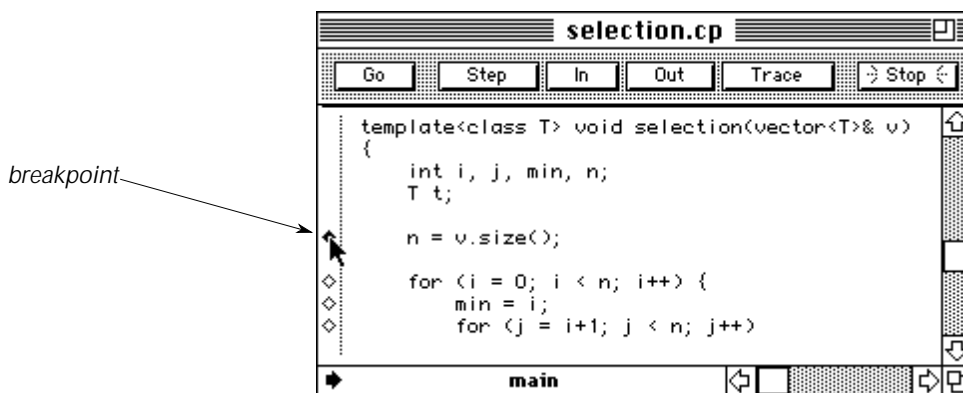 selection.cp
Go Step In Out Trace Stop
template<class T> void selection(vector<T>& v)
{
int i, j, min, n;
T t;
breakpoint
n = v.size();
for (i = 0; i < n; i++) {
min = i;
for (j = i+1; j < n; j++)
main